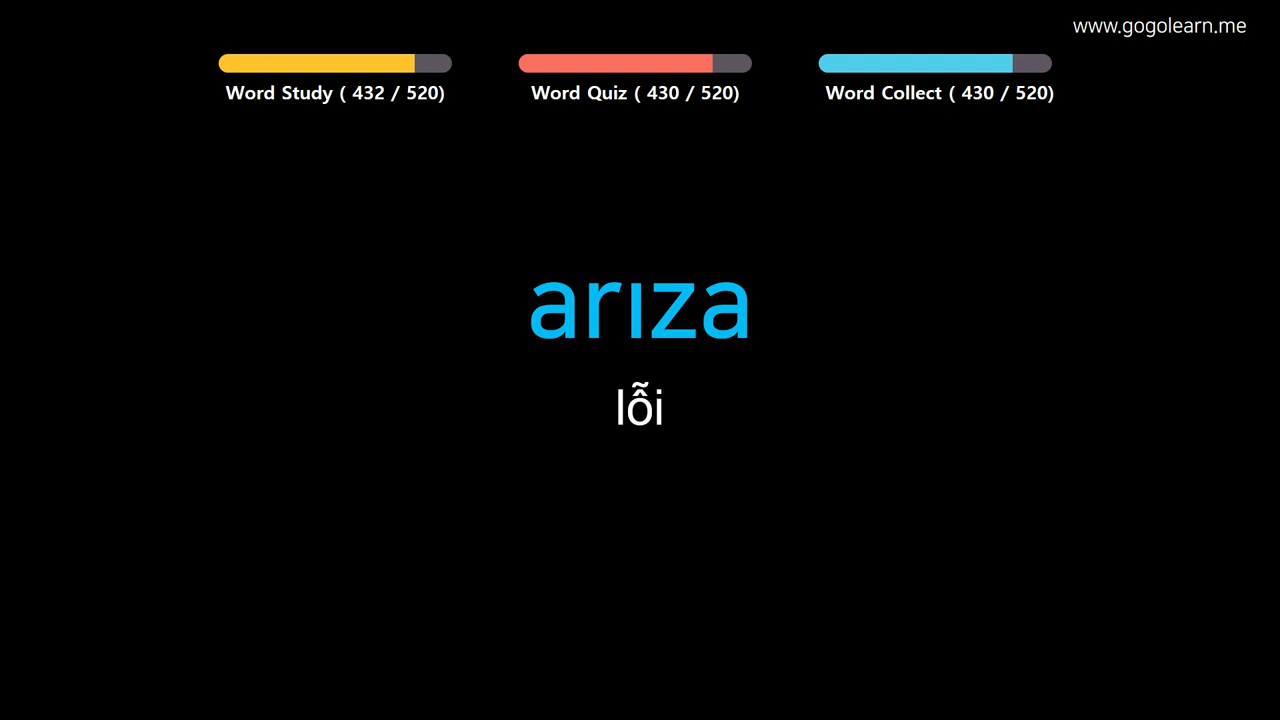 www.gogolearn.me
Word Study ( 432 / 520)
Word Quiz ( 430 / 520)
Word Collect ( 430 / 520)
arıza
lỗi